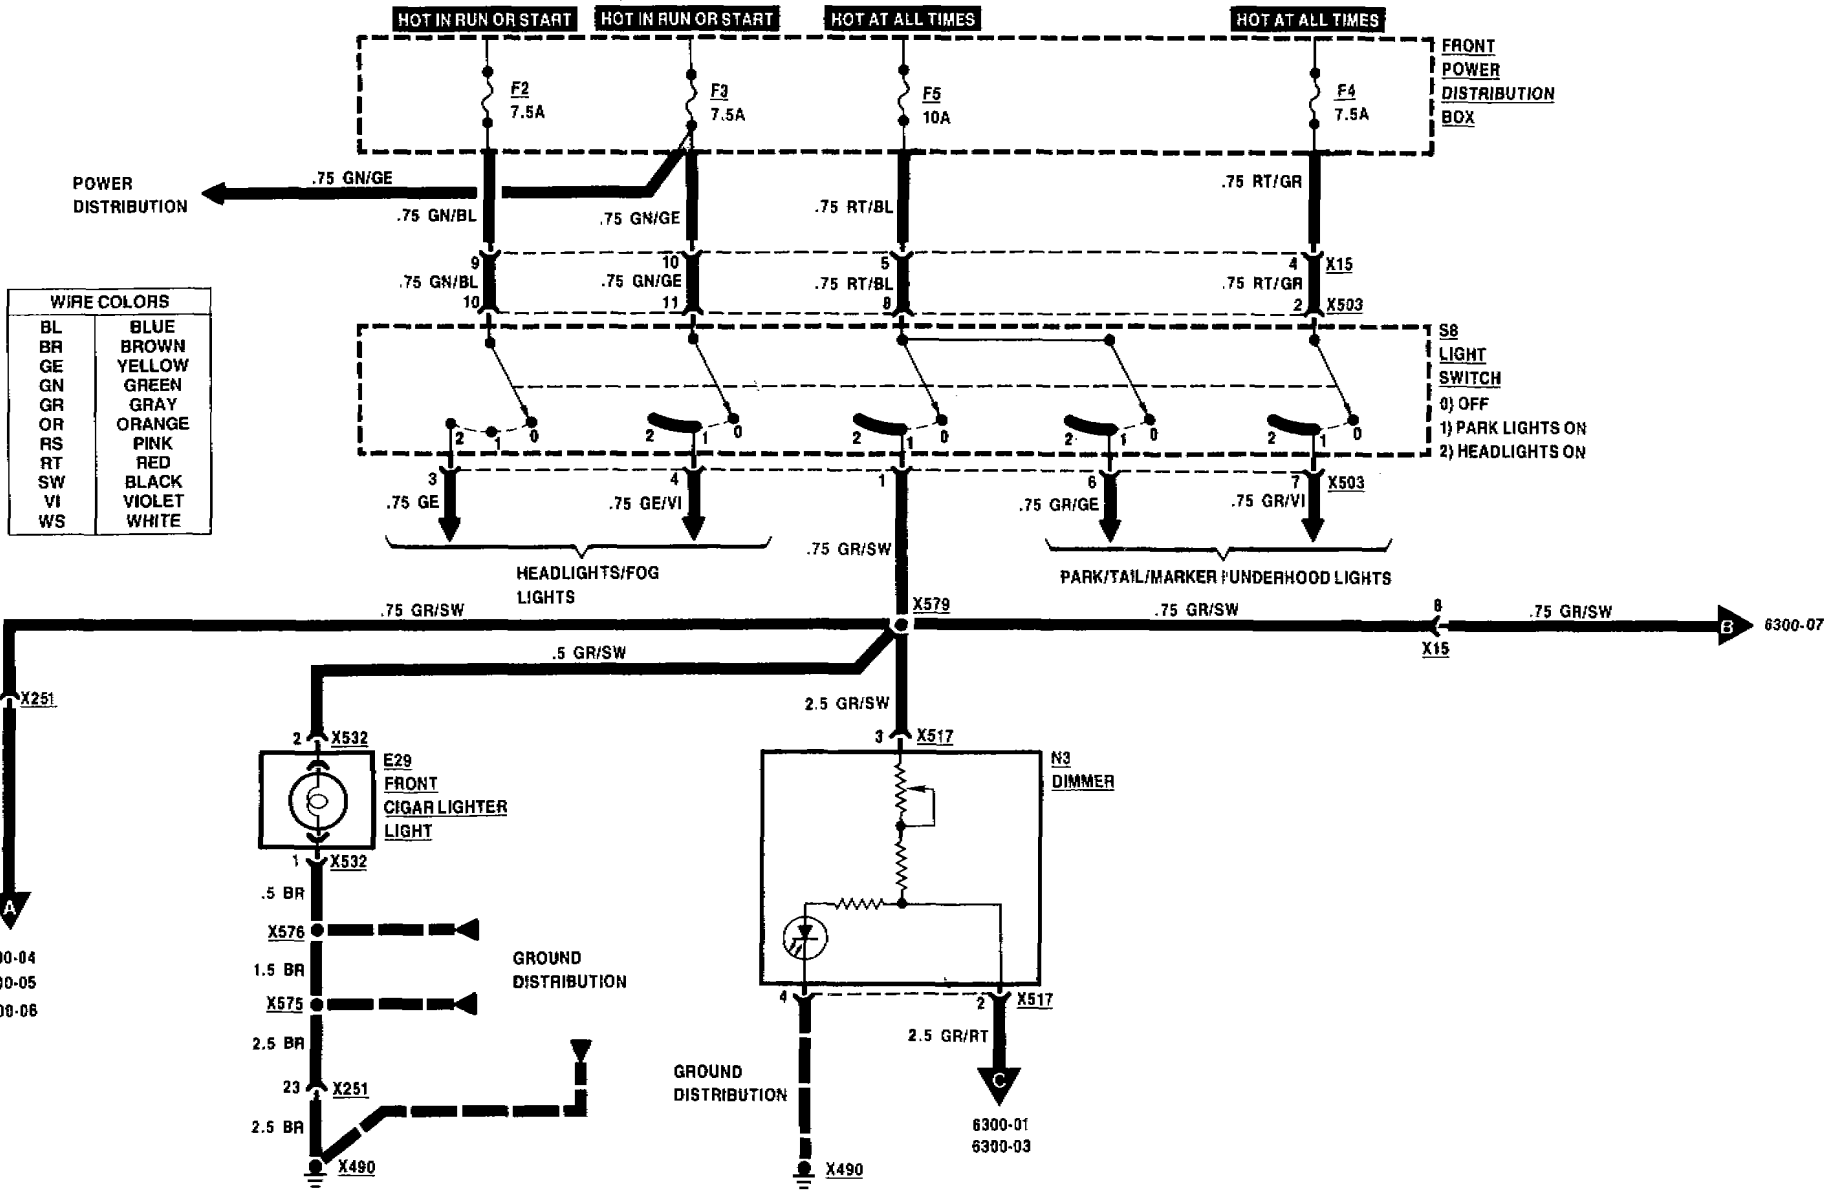 HOT IN RUN OR START
HOT IN RUN OR START
HOT AT ALL TIMES
HOT AT ALL TIMES
FRONT
POWER
DISTRIBUTION
BOX
F2
7.5A
F3
7.5A
F5
10A
F4
7.5A
POWER
DISTRIBUTION
.75 GN/GE
.75 GN/BL
.75 GN/GE
.75 RT/BL
.75 RT/GR
9
10
5
4
X15
.75 GN/BL
.75 GN/GE
.75 RT/BL
.75 RT/GR
10
11
8
2
X503
WIRE COLORS
BL BLUE
BR BROWN
GE YELLOW
GN GREEN
GR GRAY
OR ORANGE
RS PINK
RT RED
SW BLACK
VI VIOLET
WS WHITE
S8
LIGHT
SWITCH
0) OFF
1) PARK LIGHTS ON
2) HEADLIGHTS ON
2 1 0
2 1 0
2 1 0
2 1 0
2 1 0
3
4
1
6
7
X503
.75 GE
.75 GE/VI
.75 GR/SW
.75 GR/GE
.75 GR/VI
HEADLIGHTS/FOG
LIGHTS
PARK/TAIL/MARKER/UNDERHOOD LIGHTS
.75 GR/SW
X579
.75 GR/SW
8
X15
.75 GR/SW
B
6300-07
.5 GR/SW
2.5 GR/SW
X251
2
X532
3
X517
E29
FRONT
CIGAR LIGHTER
LIGHT
N3
DIMMER
1
X532
.5 BR
A
X576
00-04
1.5 BR
GROUND
DISTRIBUTION
00-05
X575
00-06
2.5 BR
4
2
X517
2.5 GR/RT
23
X251
GROUND
DISTRIBUTION
C
2.5 BR
6300-01
6300-03
X490
X490